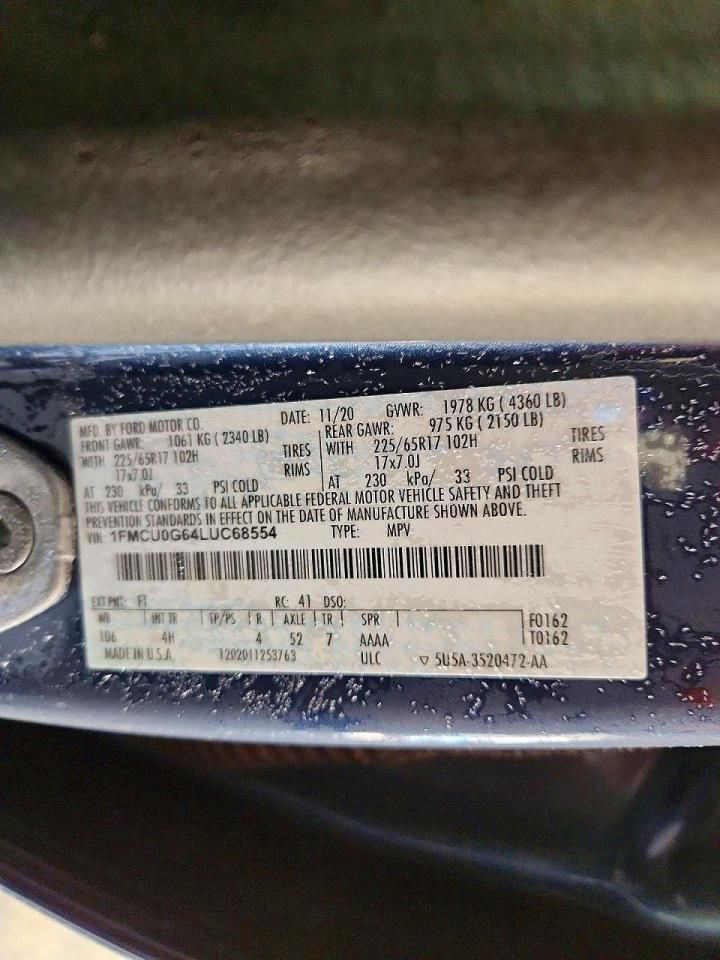 MFD. BY FORD MOTOR CO. DATE: 11/20 GVWR: 1978 KG ( 4360 LB)
FRONT GAWR: 1061 KG ( 2340 LB) REAR GAWR: 975 KG ( 2150 LB)
WITH 225/65R17 102H TIRES WITH 225/65R17 102H TIRES
17x7.0J RIMS 17x7.0J RIMS
AT 230 kPa/ 33 PSI COLD AT 230 kPa/ 33 PSI COLD
THIS VEHICLE CONFORMS TO ALL APPLICABLE FEDERAL MOTOR VEHICLE SAFETY AND THEFT
PREVENTION STANDARDS IN EFFECT ON THE DATE OF MANUFACTURE SHOWN ABOVE.
VIN: 1FMCU0G64LUC68554 TYPE: MPV
EXT PNT: FT RC: 41 DSO:
WB INT TR TP/PS R AXLE TR SPR F0162
106 4H 4 52 7 AAAA T0162
MADE IN U.S.A. 1202011253763 ULC ▽ 5U5A-3520472-AA